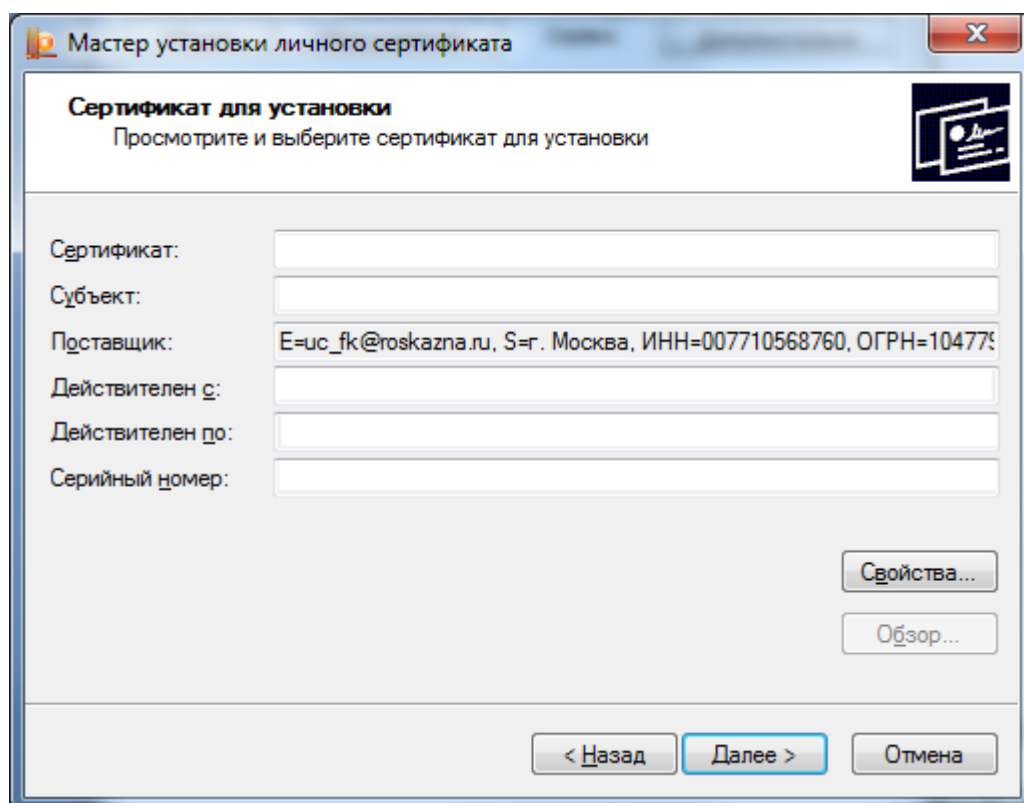 Мастер установки личного сертификата
Сертификат для установки
Просмотрите и выберите сертификат для установки
Сертификат:
Субъект:
Поставщик: E=uc_fk@roskazna.ru, S=г. Москва, ИНН=007710568760, ОГРН=104779
Действителен с:
Действителен по:
Серийный номер:
Свойства...
Обзор...
< Назад Далее > Отмена